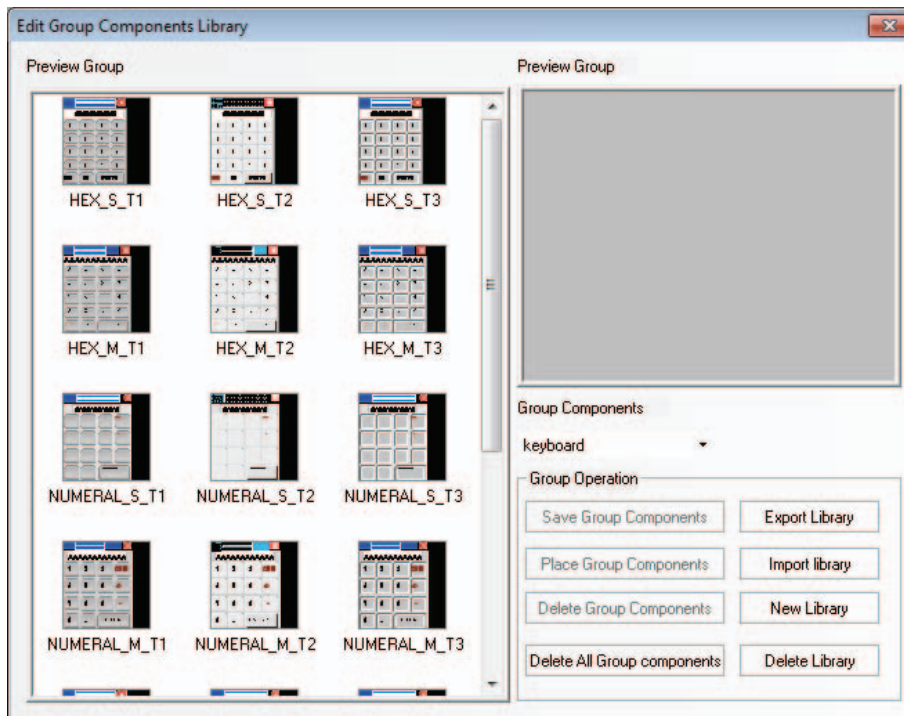 Edit Group Components Library
Preview Group
HEX_S_T1 HEX_S_T2 HEX_S_T3
HEX_M_T1 HEX_M_T2 HEX_M_T3
NUMERAL_S_T1 NUMERAL_S_T2 NUMERAL_S_T3
NUMERAL_M_T1 NUMERAL_M_T2 NUMERAL_M_T3
Preview Group
Group Components
keyboard
Group Operation
Save Group Components Export Library
Place Group Components Import library
Delete Group Components New Library
Delete All Group components Delete Library